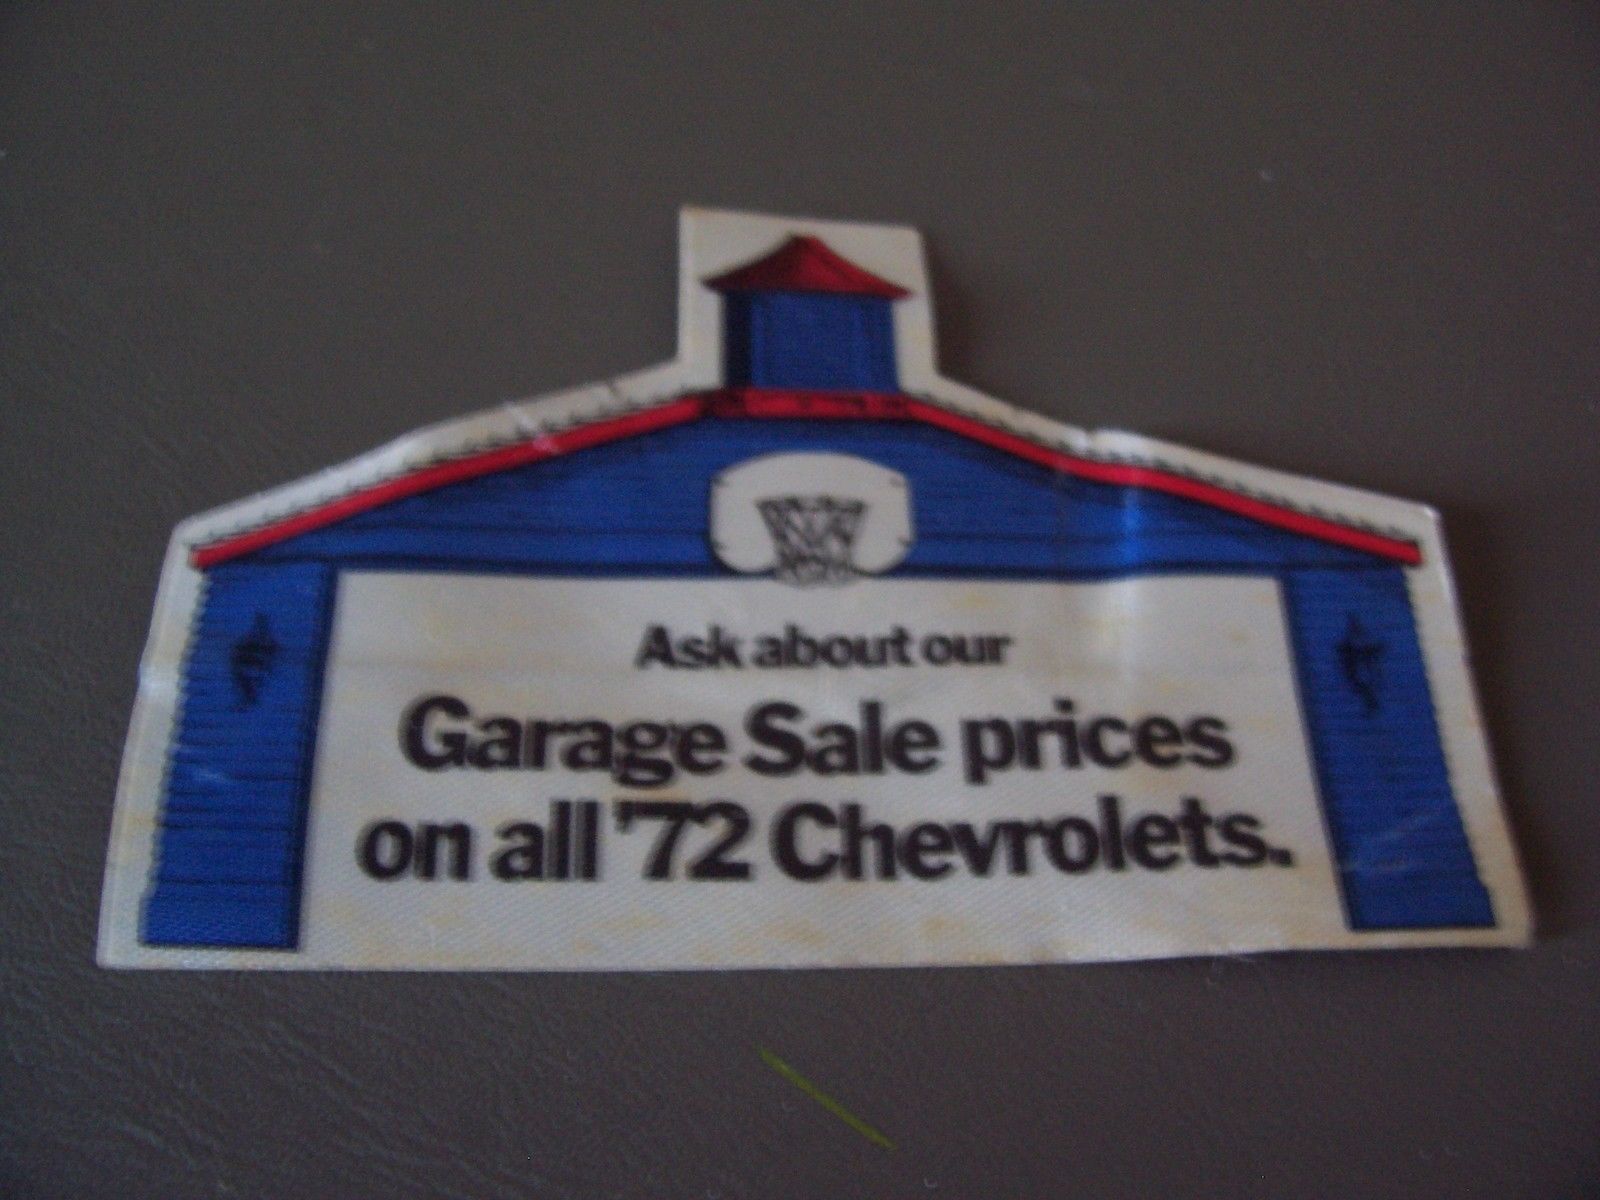 Ask about our
Garage Sale prices
on all '72 Chevrolets.